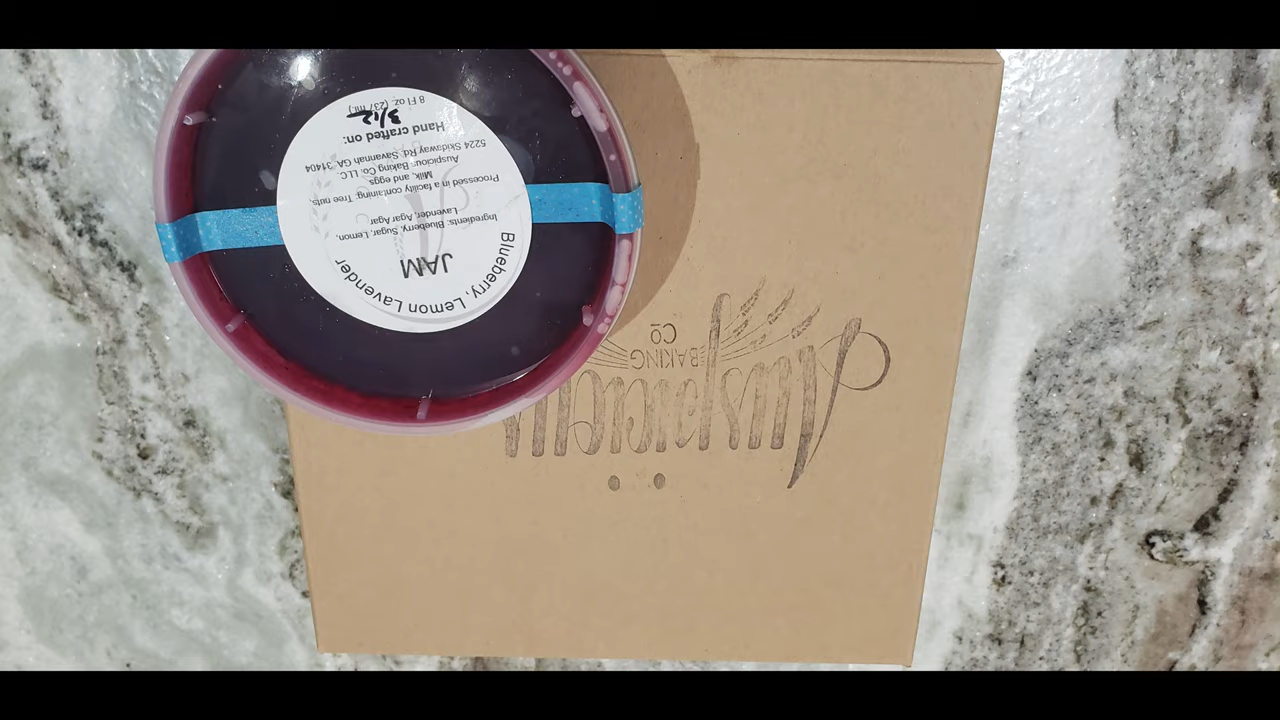 Blueberry, Lemon Lavender
JAM
Ingredients: Blueberry, Sugar, Lemon,
Lavender, Agar Agar
Processed in a facility containing: Tree nuts,
Milk, and eggs
Auspicious Baking Co. LLC.
5224 Skidaway Rd. Savannah GA. 31404
Hand crafted on:
3/12
8 Fl oz. (237 ml.)
Auspiciou
BAKING
CO